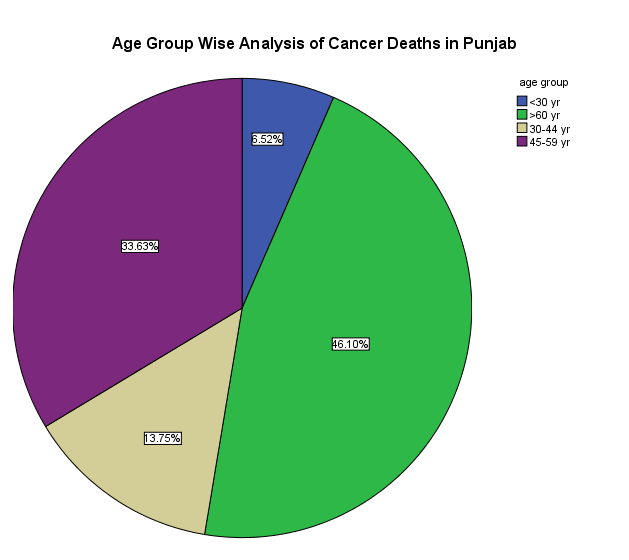 Age Group Wise Analysis of Cancer Deaths in Punjab
age group
<30 yr
>60 yr
30-44 yr
45-59 yr
6.52%
33.63%
46.10%
13.75%